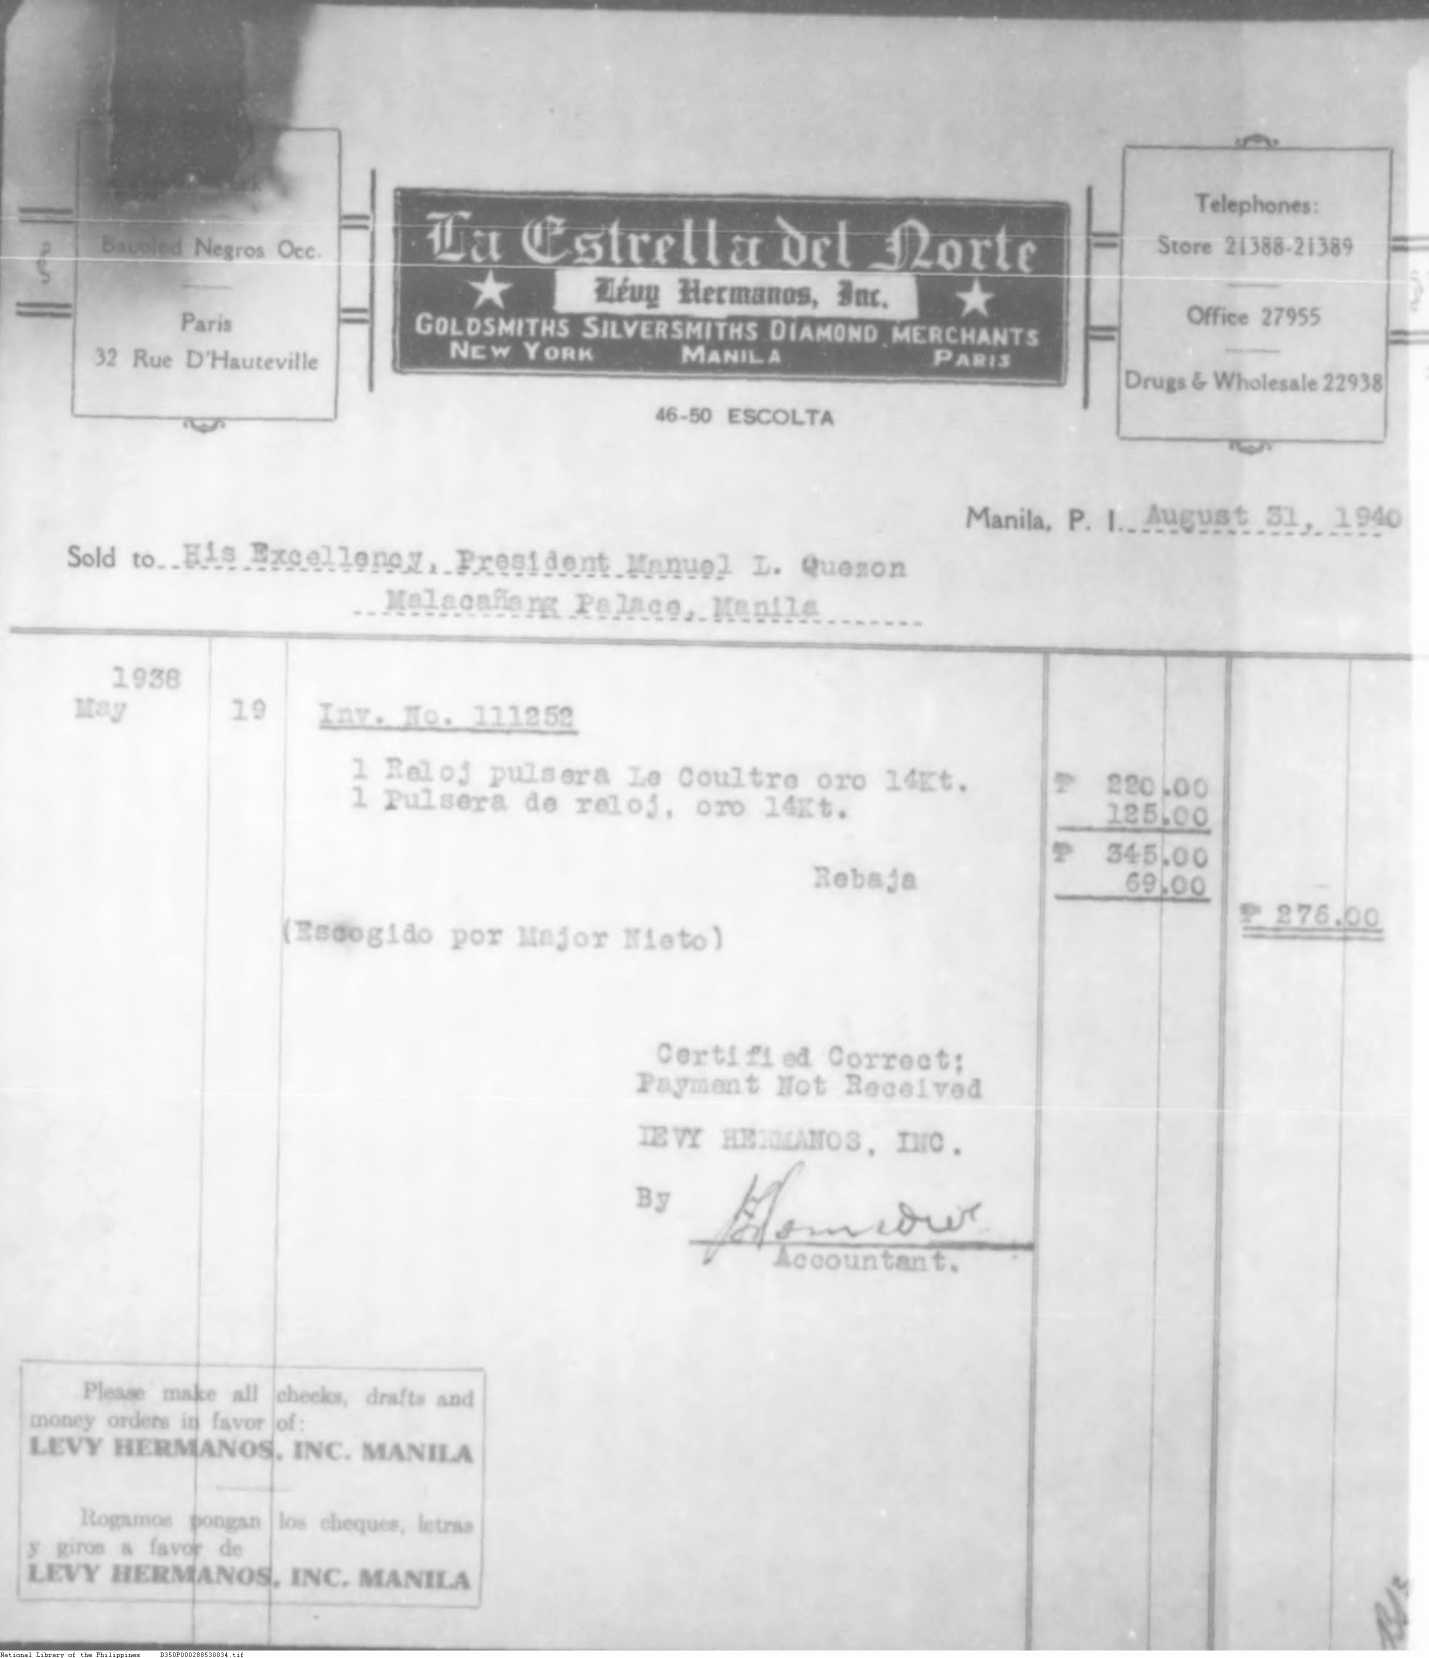 Bacolod Negros Occ.
Paris
32 Rue D'Hauteville
La Estrella del Norte
Lévy Hermanos, Inc.
GOLDSMITHS SILVERSMITHS DIAMOND MERCHANTS
NEW YORK MANILA PARIS
46-50 ESCOLTA
Telephones:
Store 21388-21389
Office 27955
Drugs & Wholesale 22938
Manila, P. I. August 31, 1940
Sold to His Excellency, President Manuel L. Quezon
Malacañang Palace, Manila
1938
May 19 Inv. No. 111252
1 Reloj pulsera Le Coultre oro 14Kt. ₱ 220.00
1 Pulsera de reloj, oro 14Kt. 125.00
₱ 345.00
Rebaja 69.00
₱ 276.00
(Escogido por Major Nieto)
Certified Correct;
Payment Not Received
LEVY HERMANOS, INC.
By
Accountant.
Please make all checks, drafts and
money orders in favor of:
LEVY HERMANOS, INC. MANILA
Rogamos pongan los cheques, letras
y giros a favor de
LEVY HERMANOS, INC. MANILA
National Library of the Philippines B350P000288530034.tif